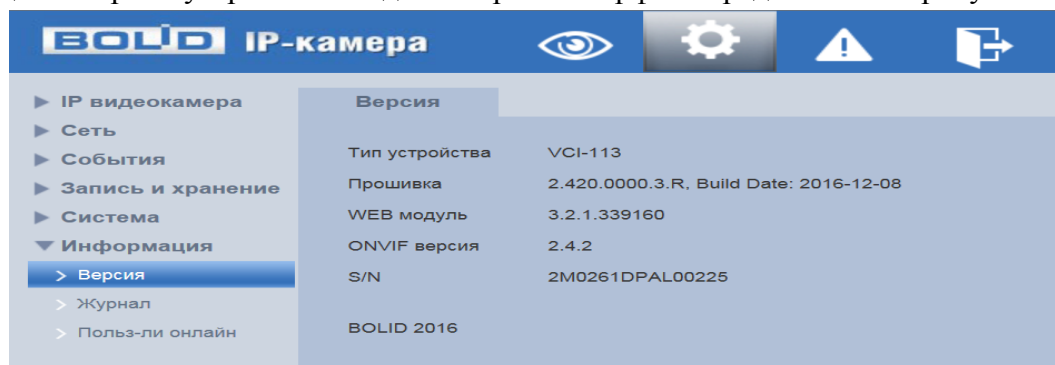 BOLID IP-камера
IP видеокамера
Сеть
События
Запись и хранение
Система
Информация
Версия
Журнал
Польз-ли онлайн
Версия
Тип устройства VCI-113
Прошивка 2.420.0000.3.R, Build Date: 2016-12-08
WEB модуль 3.2.1.339160
ONVIF версия 2.4.2
S/N 2M0261DPAL00225
BOLID 2016